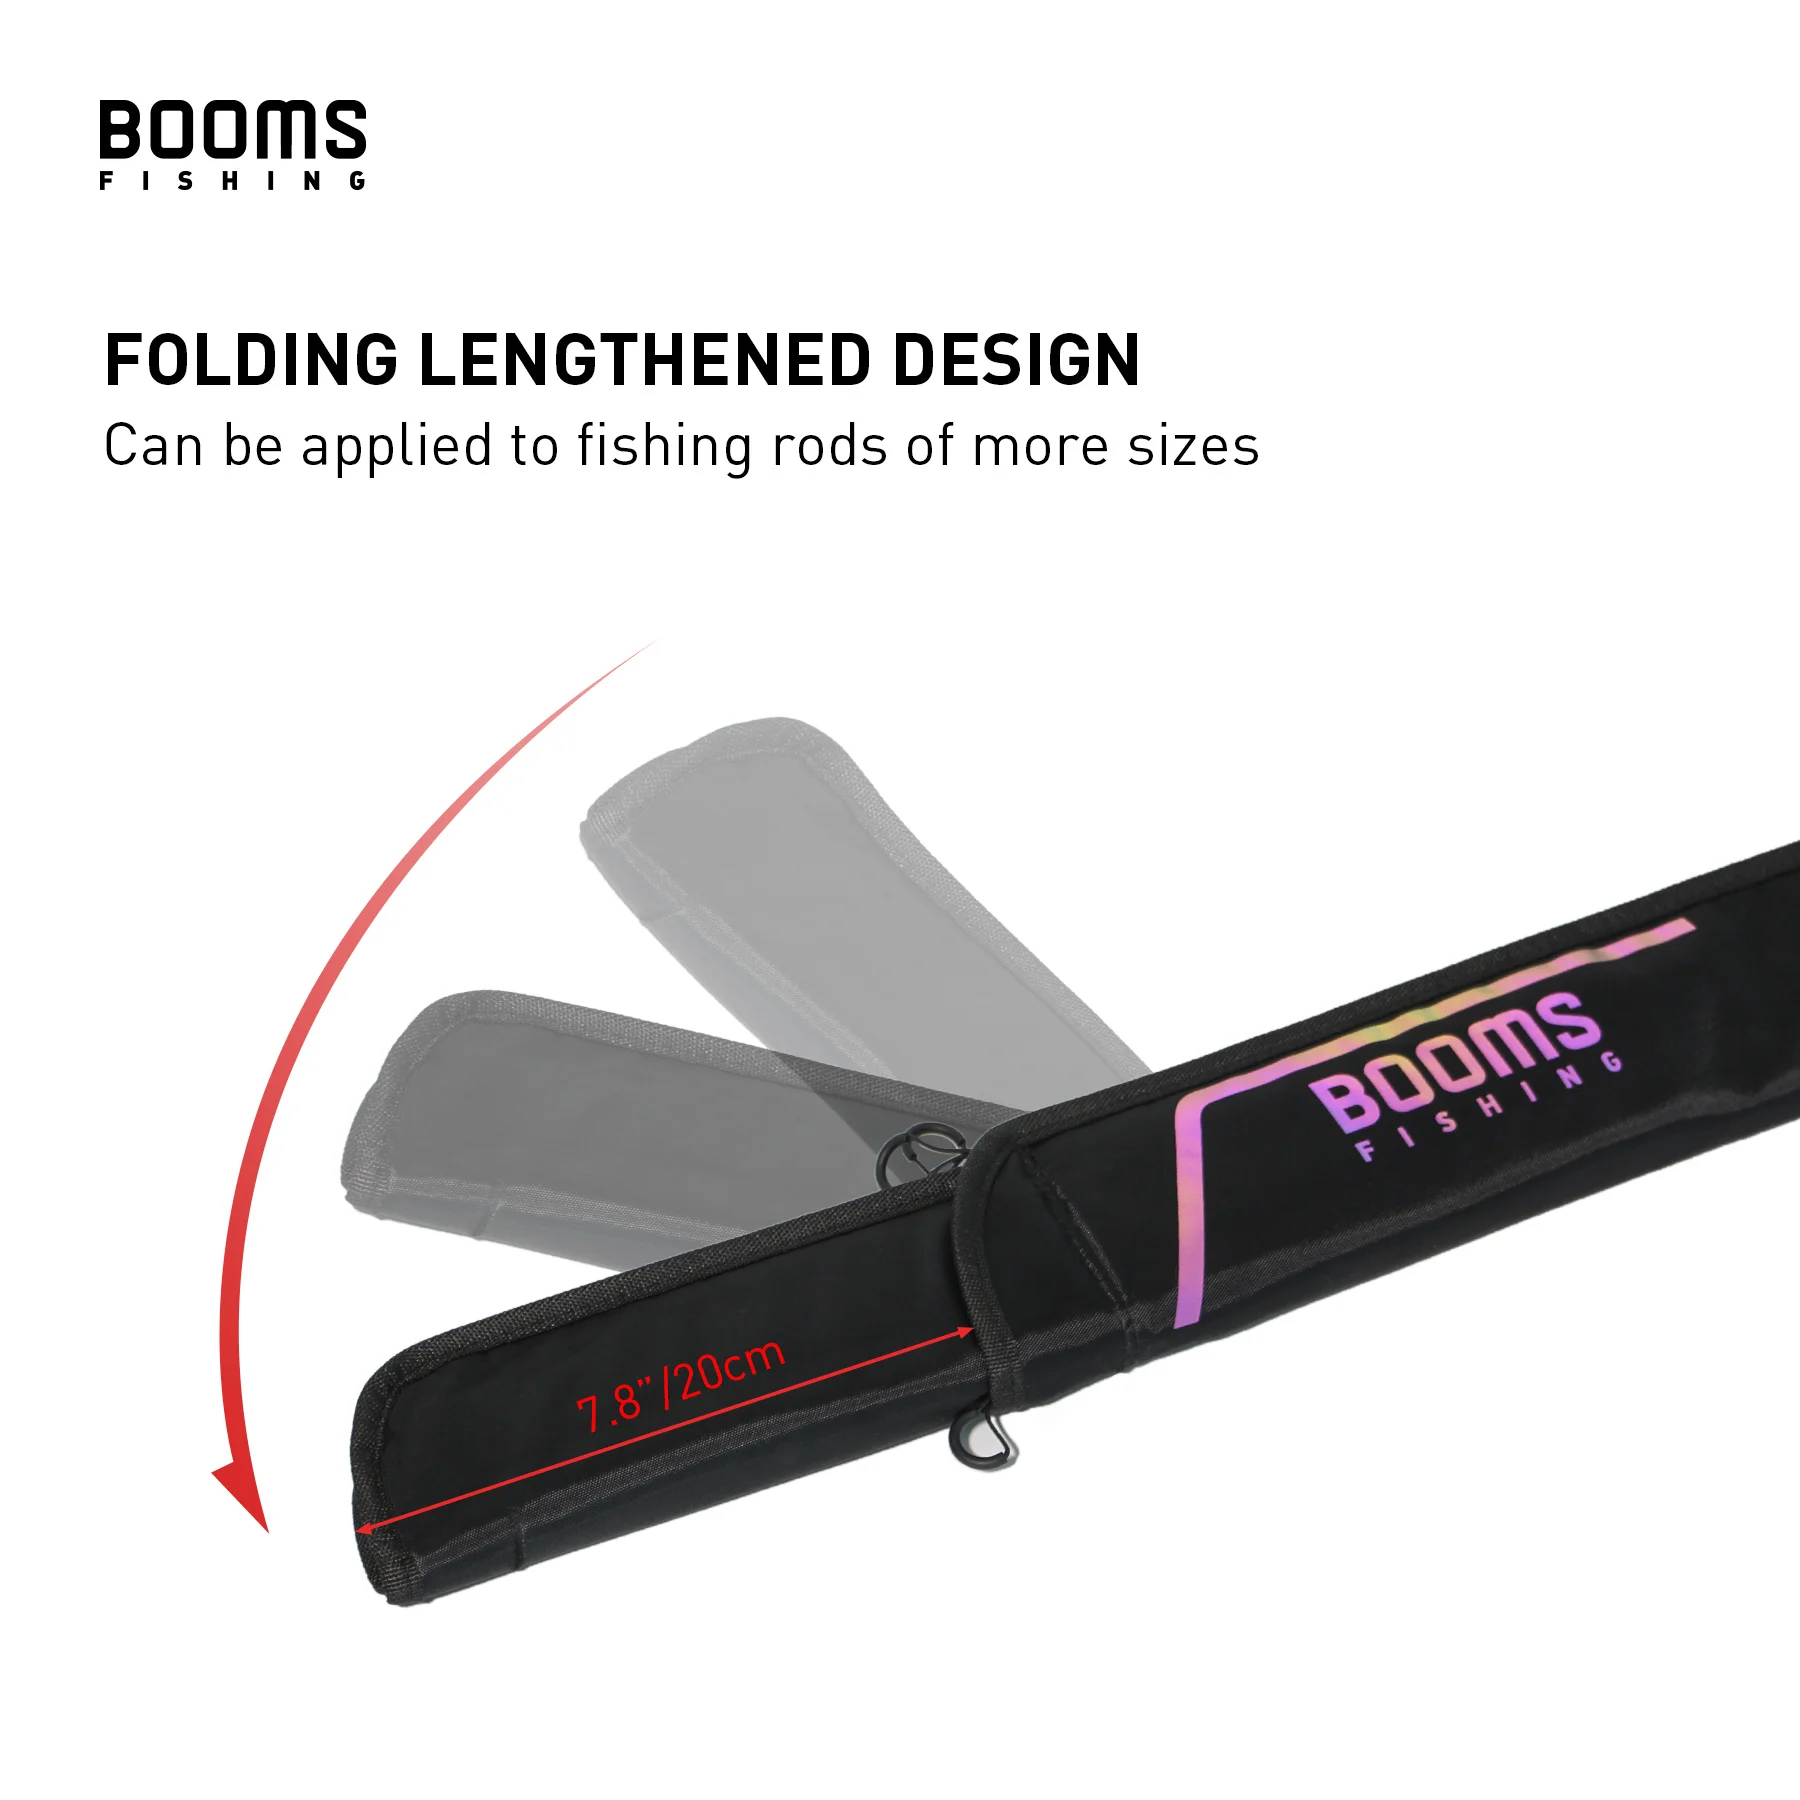 BOOMS
FISHING
FOLDING LENGTHENED DESIGN
Can be applied to fishing rods of more sizes
BOOMS
FISHING
7.8”/20cm